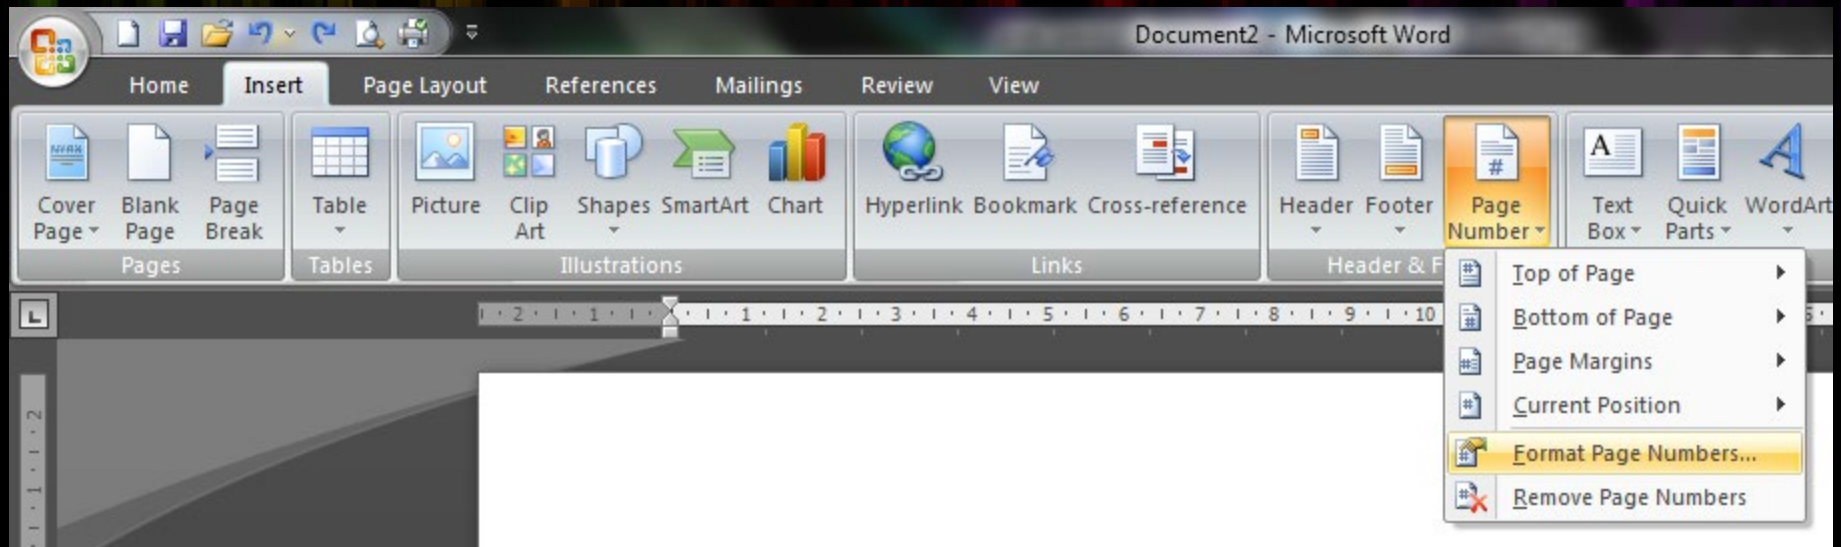 Document2 - Microsoft Word
Home Insert Page Layout References Mailings Review View
Cover Page
Blank Page
Page Break
Table
Picture
Clip Art
Shapes
SmartArt
Chart
Hyperlink
Bookmark
Cross-reference
Header
Footer
Page Number
Text Box
Quick Parts
WordArt
Pages
Tables
Illustrations
Links
Header & F
L
2 1 1 2 3 4 5 6 7 8 9 10
Top of Page
Bottom of Page
Page Margins
Current Position
Format Page Numbers...
Remove Page Numbers
2
1